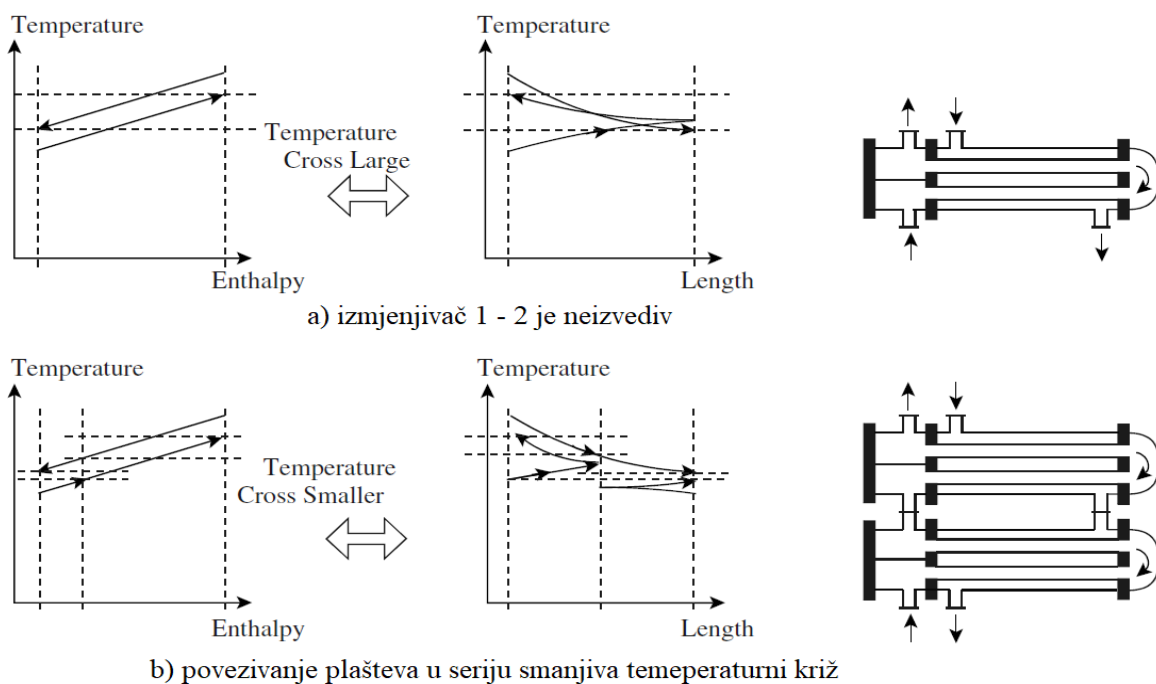 Temperature
Temperature
Temperature
Cross Large
Enthalpy
Length
a) izmjenjivač 1 - 2 je neizvediv
Temperature
Temperature
Temperature
Cross Smaller
Enthalpy
Length
b) povezivanje plašteva u seriju smanjiva temeperaturni križ